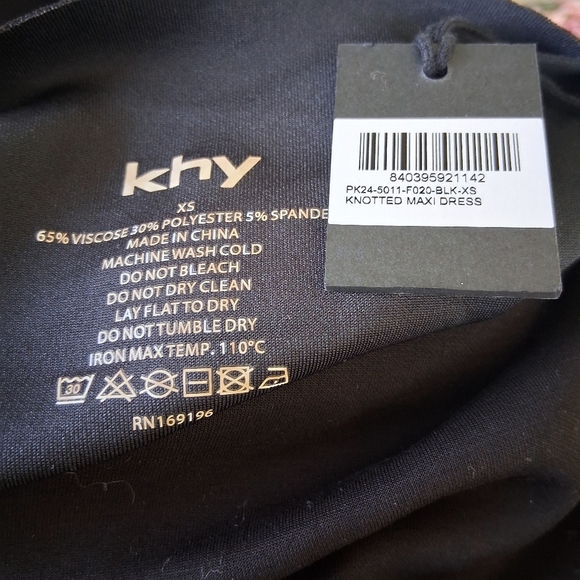 khy
XS
65% VISCOSE 30% POLYESTER 5% SPANDE
MADE IN CHINA
MACHINE WASH COLD
DO NOT BLEACH
DO NOT DRY CLEAN
LAY FLAT TO DRY
DO NOT TUMBLE DRY
IRON MAX TEMP. 110°C
30
RN169196
840395921142
PK24-5011-F020-BLK-XS
KNOTTED MAXI DRESS